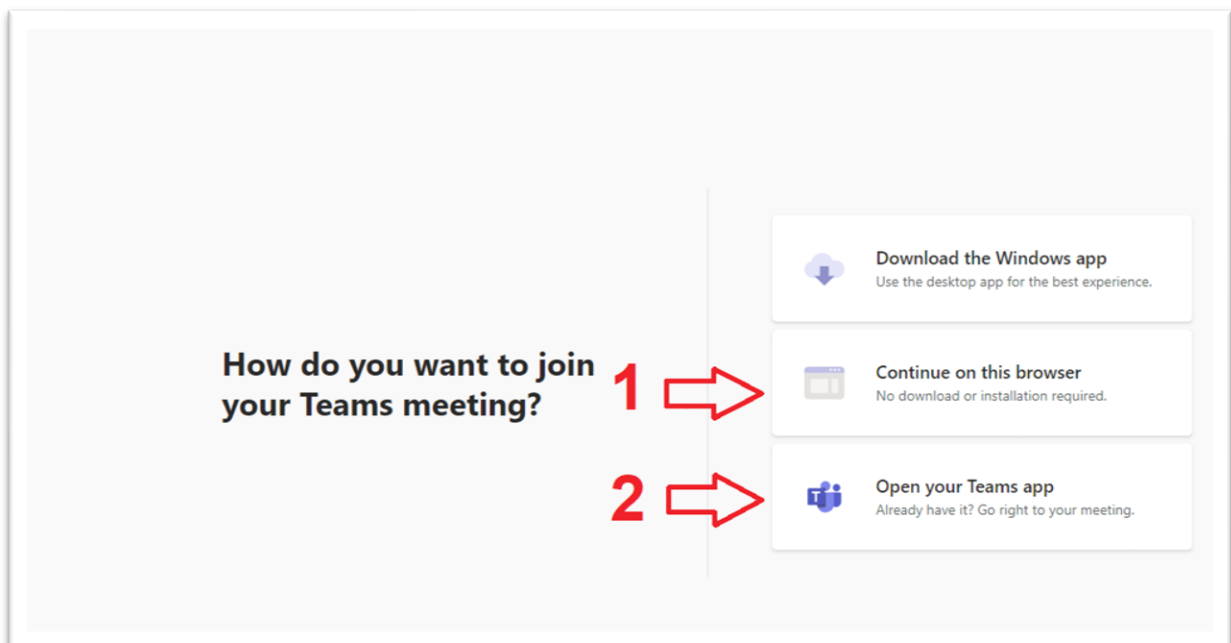 How do you want to join
your Teams meeting?
Download the Windows app
Use the desktop app for the best experience.
1
Continue on this browser
No download or installation required.
2
T
Open your Teams app
Already have it? Go right to your meeting.